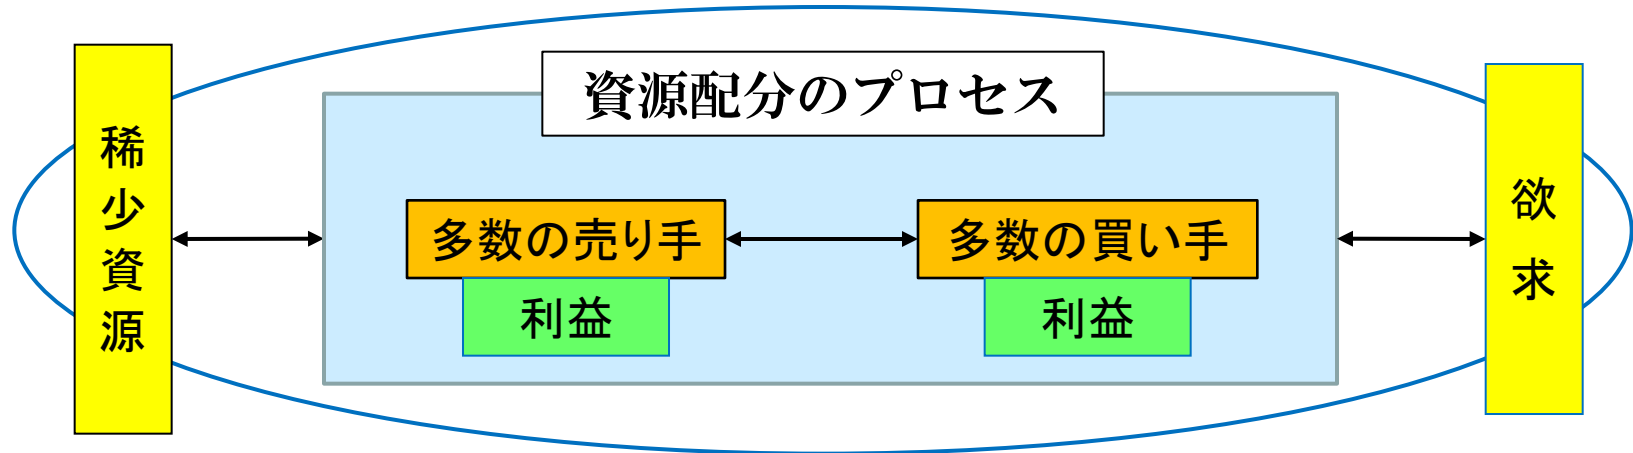 資源配分のプロセス
稀少資源
多数の売り手
多数の買い手
利益
利益
欲求